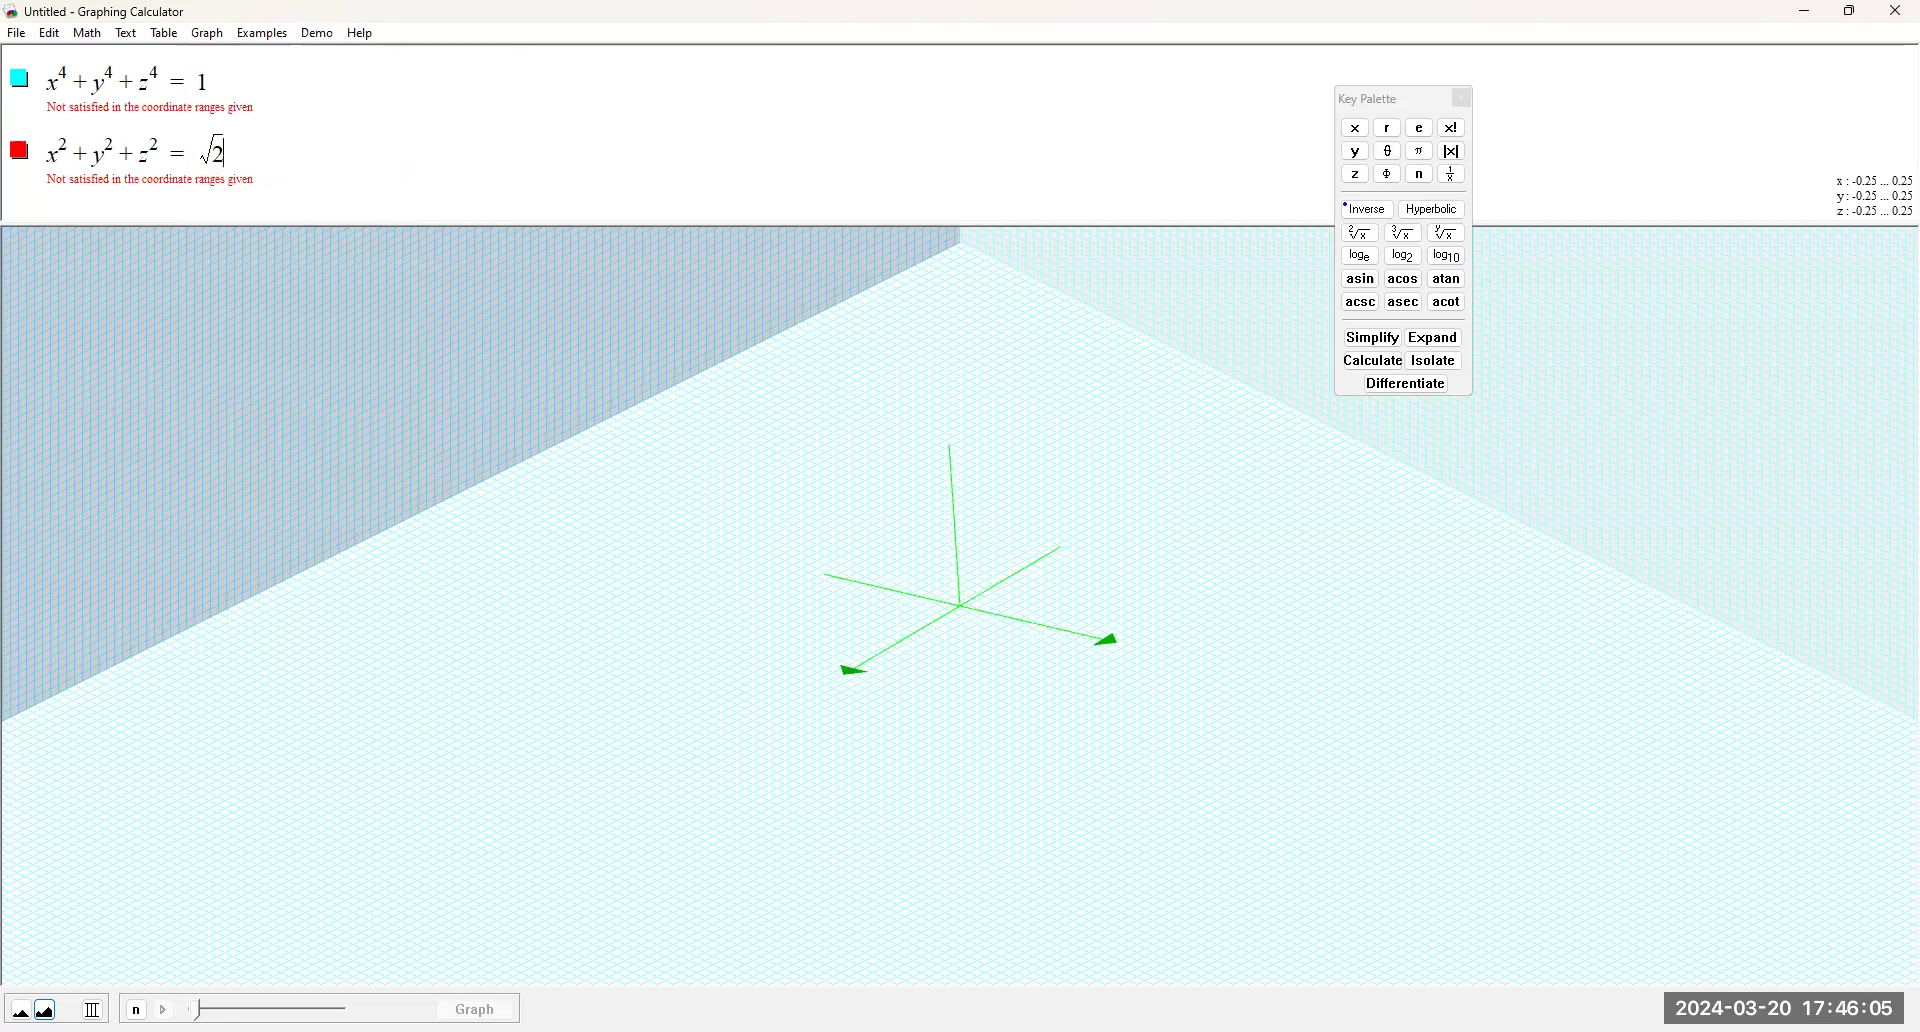 Untitled - Graphing Calculator
File Edit Math Text Table Graph Examples Demo Help
x⁴ + y⁴ + z⁴ = 1
Not satisfied in the coordinate ranges given
x² + y² + z² = √2
Not satisfied in the coordinate ranges given
x : -0.25 ... 0.25
y : -0.25 ... 0.25
z : -0.25 ... 0.25
Key Palette
x r e x!
y θ π |x|
z Φ n 1/x
Inverse Hyperbolic
²√x ³√x ʸ√x
logₑ log₂ log₁₀
asin acos atan
acsc asec acot
Simplify Expand
Calculate Isolate
Differentiate
n Graph
2024-03-20 17:46:05